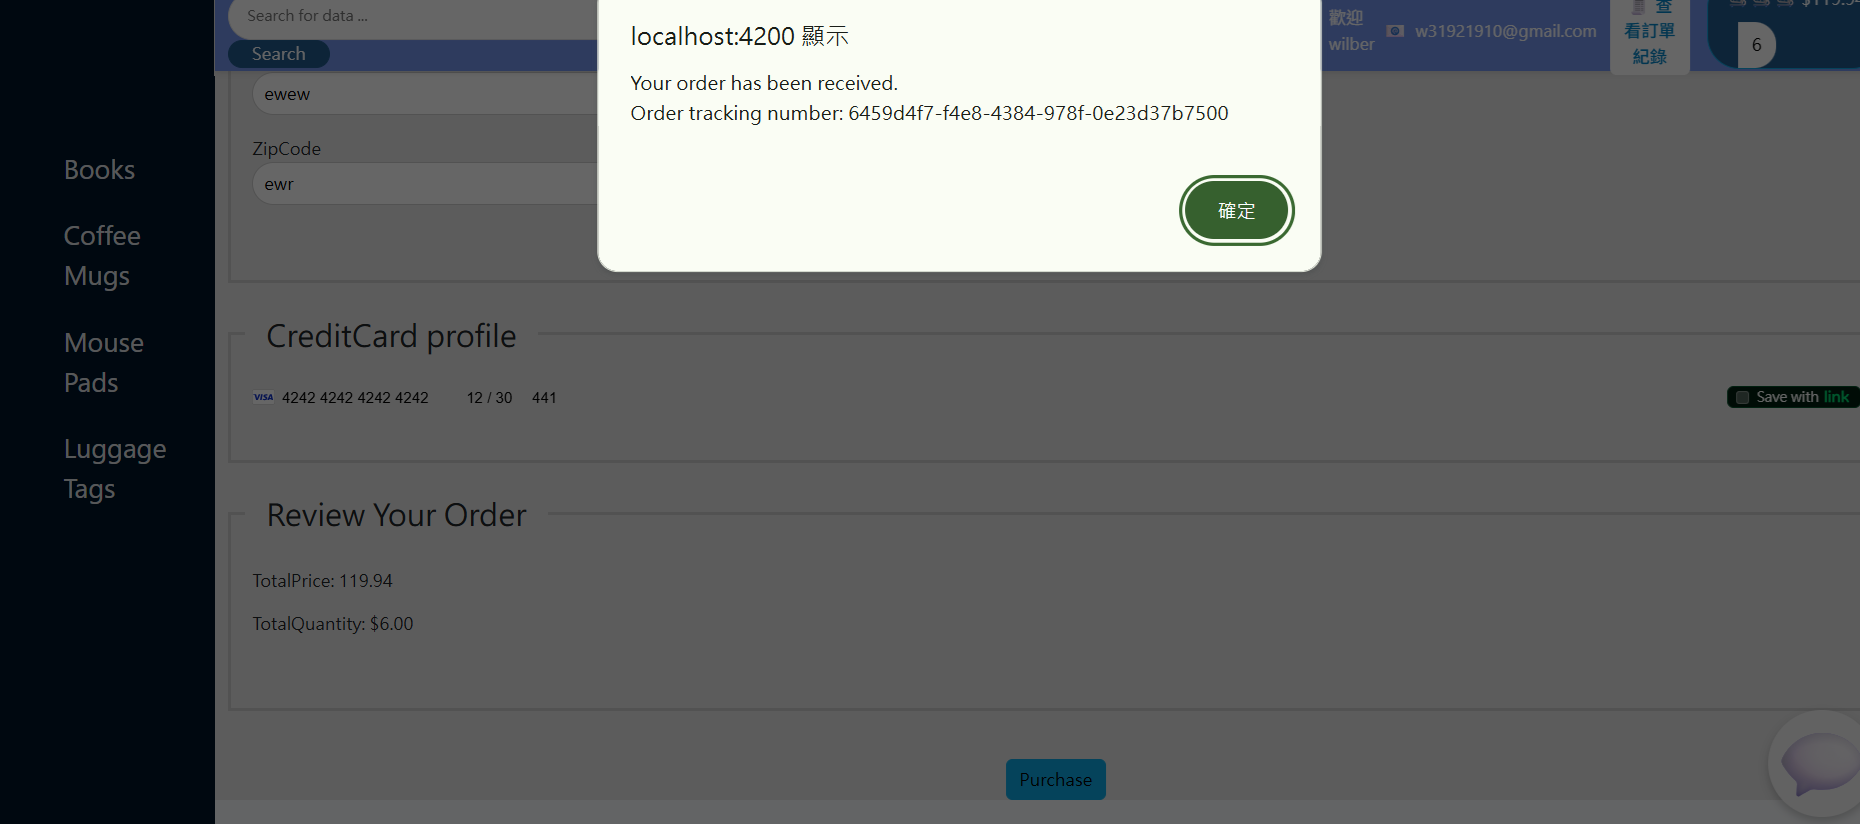 Search for data ...
Search
歡迎
wilber
w31921910@gmail.com
查
看訂單
紀錄
6
localhost:4200 顯示
Your order has been received.
Order tracking number: 6459d4f7-f4e8-4384-978f-0e23d37b7500
確定
Books
Coffee
Mugs
Mouse
Pads
Luggage
Tags
ewew
ZipCode
ewr
CreditCard profile
VISA 4242 4242 4242 4242 12 / 30 441
Save with link
Review Your Order
TotalPrice: 119.94
TotalQuantity: $6.00
Purchase